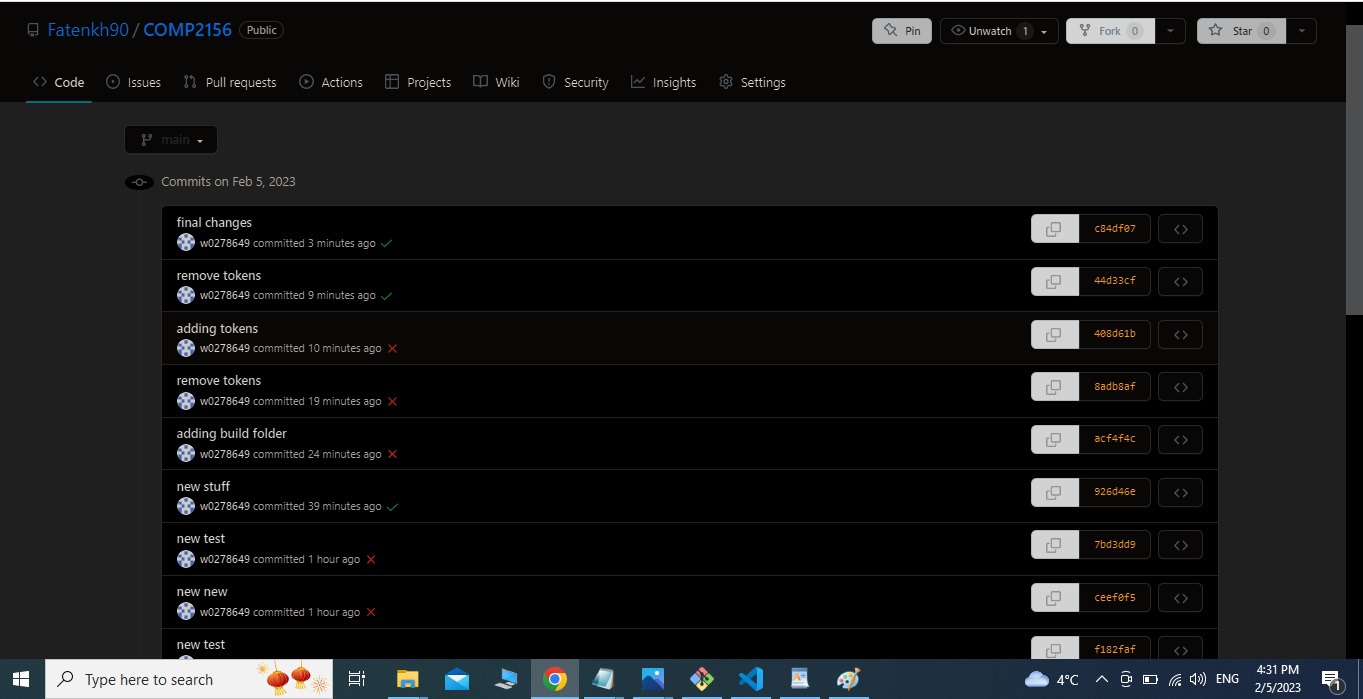 Fatenkh90 / COMP2156 Public
Pin
Unwatch 1
Fork 0
Star 0
Code Issues Pull requests Actions Projects Wiki Security Insights Settings
main
Commits on Feb 5, 2023
final changes
w0278649 committed 3 minutes ago
c84df07
remove tokens
w0278649 committed 9 minutes ago
44d33cf
adding tokens
w0278649 committed 10 minutes ago
408d61b
remove tokens
w0278649 committed 19 minutes ago
8adb8af
adding build folder
w0278649 committed 24 minutes ago
acf4f4c
new stuff
w0278649 committed 39 minutes ago
926d46e
new test
w0278649 committed 1 hour ago
7bd3dd9
new new
w0278649 committed 1 hour ago
ceef0f5
new test
f182faf
Type here to search
4°C
ENG
4:31 PM
2/5/2023
1